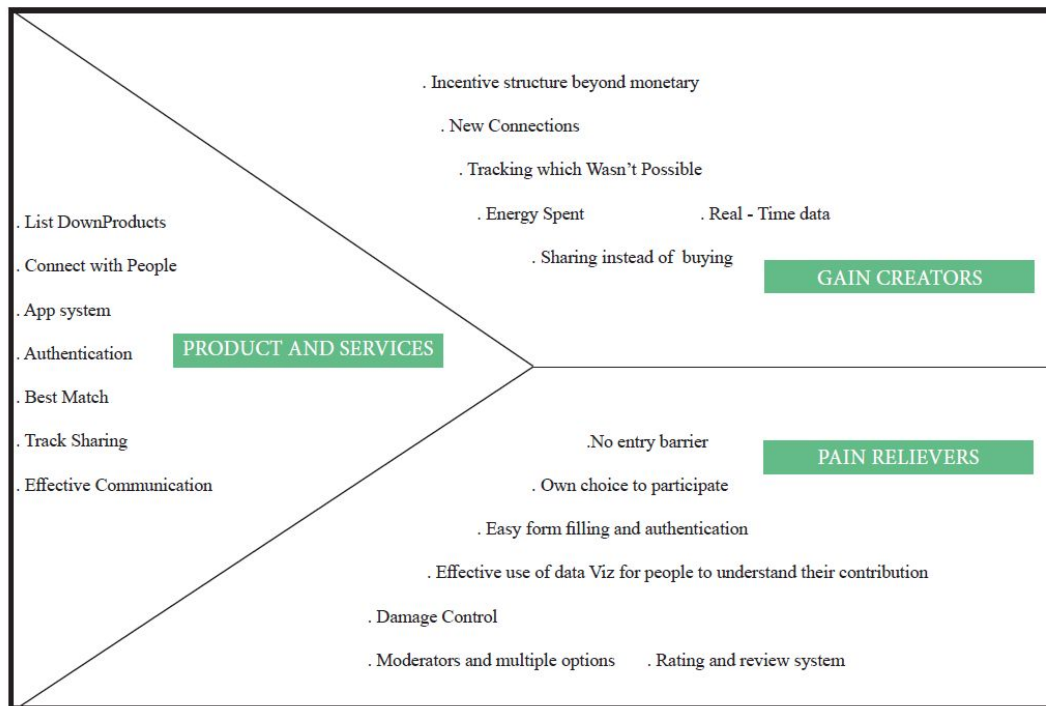 . List DownProducts
. Connect with People
. App system
. Authentication
. Best Match
. Track Sharing
. Effective Communication
PRODUCT AND SERVICES
. Incentive structure beyond monetary
. New Connections
. Tracking which Wasn't Possible
. Energy Spent . Real - Time data
. Sharing instead of buying
GAIN CREATORS
.No entry barrier
PAIN RELIEVERS
. Own choice to participate
. Easy form filling and authentication
. Effective use of data Viz for people to understand their contribution
. Damage Control
. Moderators and multiple options . Rating and review system